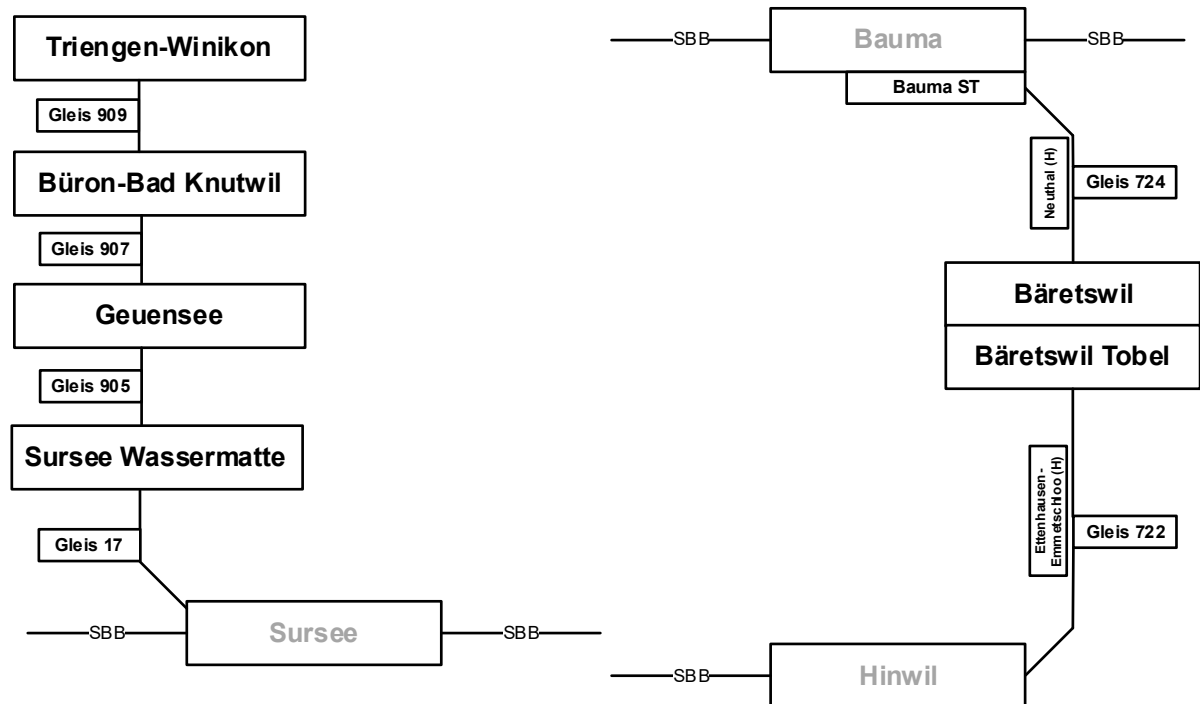 Triengen-Winikon
Gleis 909
Büron-Bad Knutwil
Gleis 907
Geuensee
Gleis 905
Sursee Wassermatte
Gleis 17
SBB
Sursee
SBB
SBB
Bauma
SBB
Bauma ST
Neuthal (H)
Gleis 724
Bäretswil
Bäretswil Tobel
Ettenhausen -
Emmetschloo (H)
Gleis 722
SBB
Hinwil